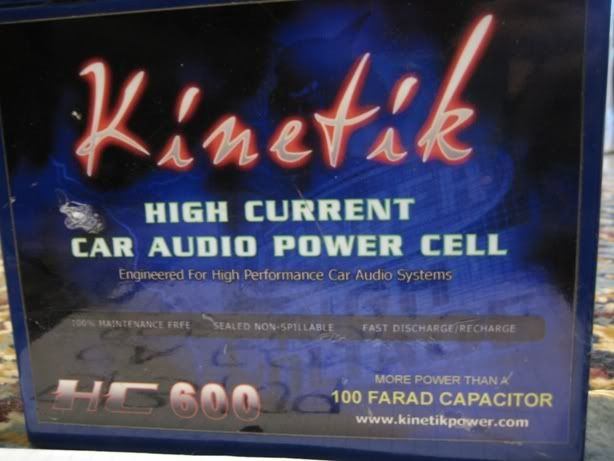 Kinetik
HIGH CURRENT
CAR AUDIO POWER CELL
Engineered For High Performance Car Audio Systems
100% MAINTENANCE FREE SEALED NON-SPILLABLE FAST DISCHARGE/RECHARGE
HC 600
MORE POWER THAN A
100 FARAD CAPACITOR
www.kinetikpower.com